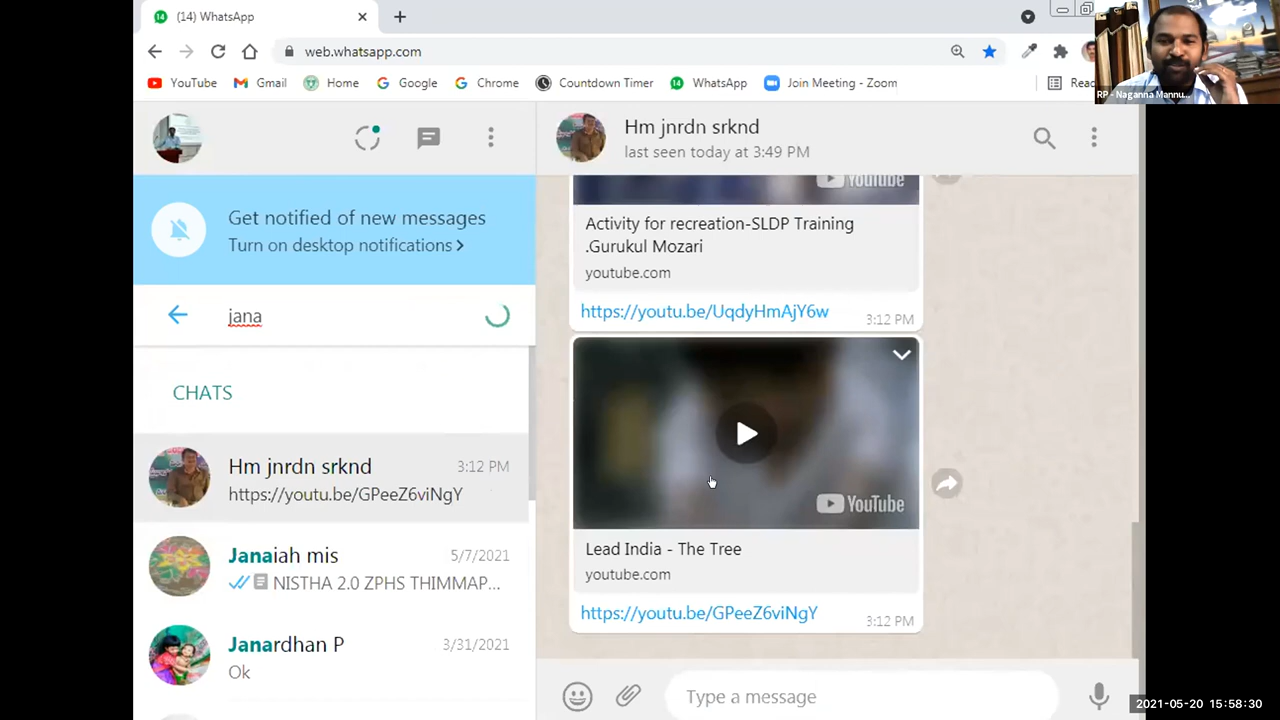 (14) WhatsApp
web.whatsapp.com
YouTube
Gmail
Home
Google
Chrome
Countdown Timer
WhatsApp
Join Meeting - Zoom
RP - Naganna Mannu...
Hm jnrdn srknd
last seen today at 3:49 PM
Get notified of new messages
Turn on desktop notifications >
jana
CHATS
Hm jnrdn srknd
3:12 PM
https://youtu.be/GPeeZ6viNgY
Janaiah mis
5/7/2021
NISTHA 2.0 ZPHS THIMMAP...
Janardhan P
3/31/2021
Ok
YouTube
Activity for recreation-SLDP Training
.Gurukul Mozari
youtube.com
https://youtu.be/UqdyHmAjY6w
3:12 PM
YouTube
Lead India - The Tree
youtube.com
https://youtu.be/GPeeZ6viNgY
3:12 PM
Type a message
2021-05-20 15:58:30